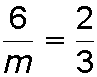 6/m = 2/3